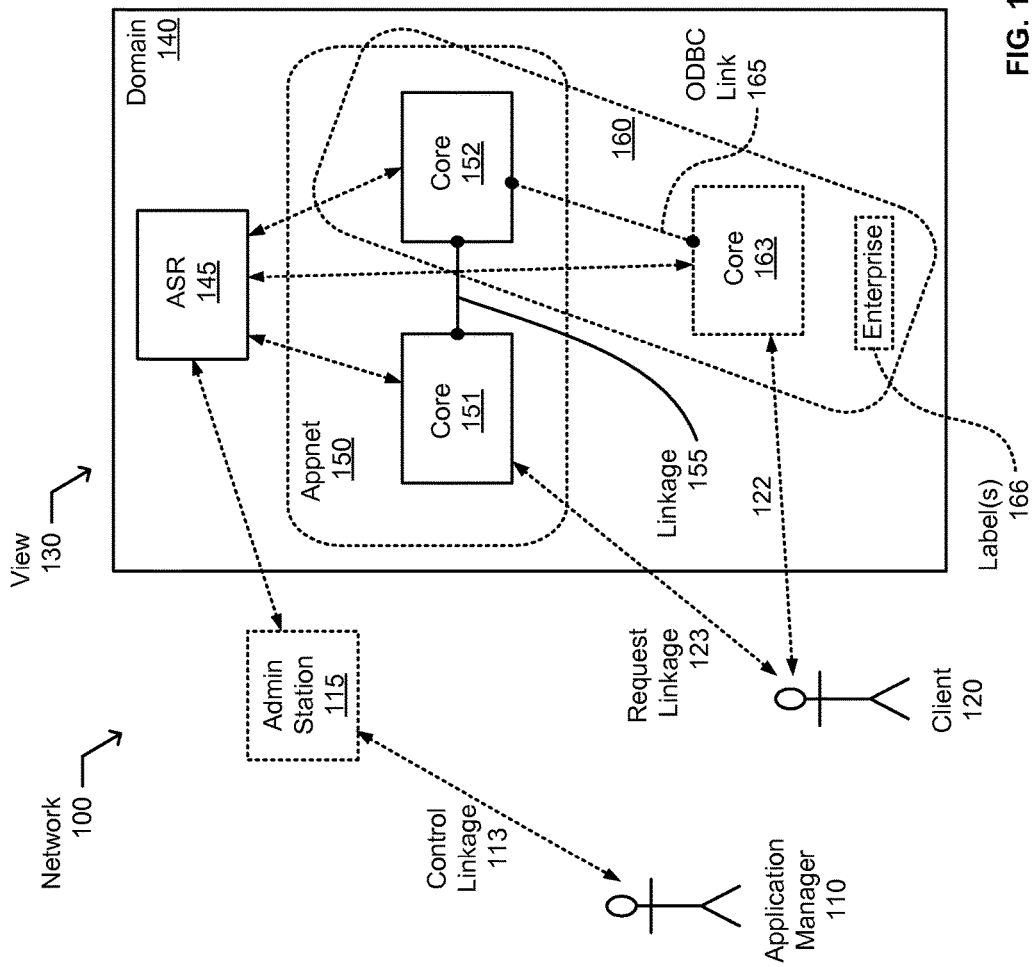 Network
100
View
130
Domain
140
ASR
145
Admin
Station
115
Appnet
150
Core
151
Core
152
160
ODBC
Link
165
Core
163
Enterprise
Control
Linkage
113
Request
Linkage
123
Linkage
155
122
Label(s)
166
Application
Manager
110
Client
120
FIG. 1